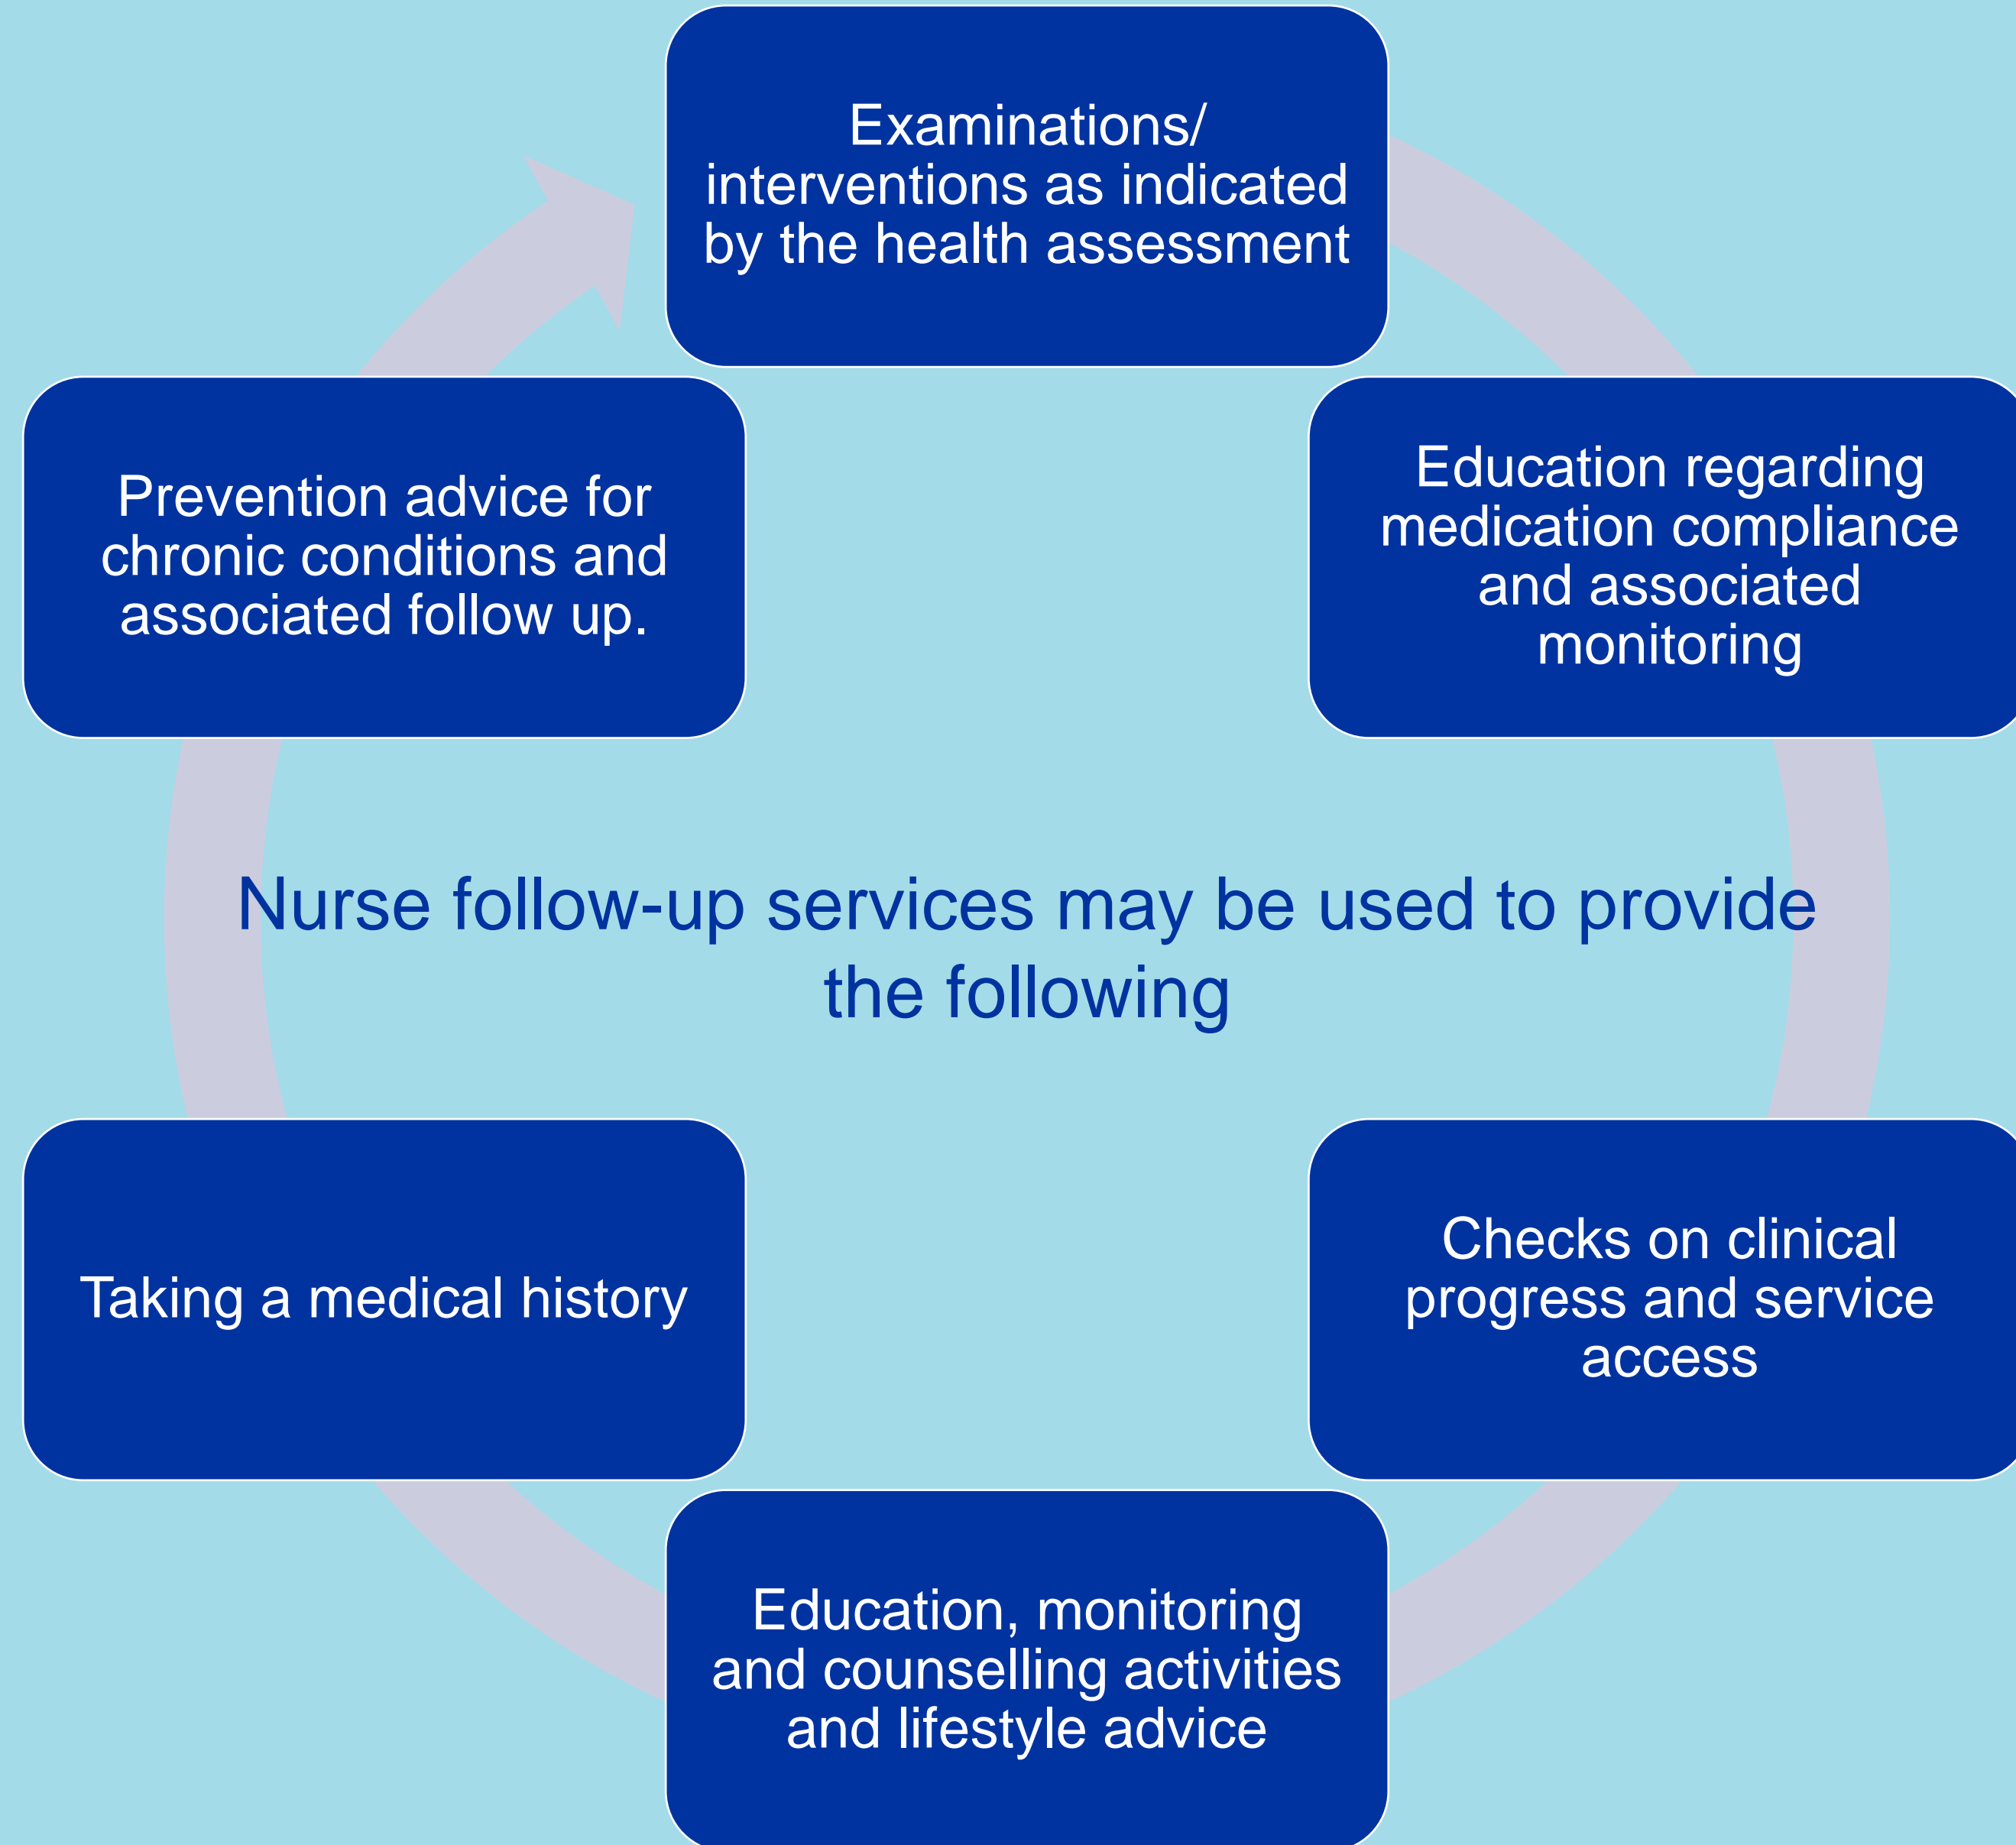 Examinations/
interventions as indicated
by the health assessment
Education regarding
medication compliance
and associated
monitoring
Checks on clinical
progress and service
access
Education, monitoring
and counselling activities
and lifestyle advice
Taking a medical history
Prevention advice for
chronic conditions and
associated follow up.
Nurse follow-up services may be used to provide
the following